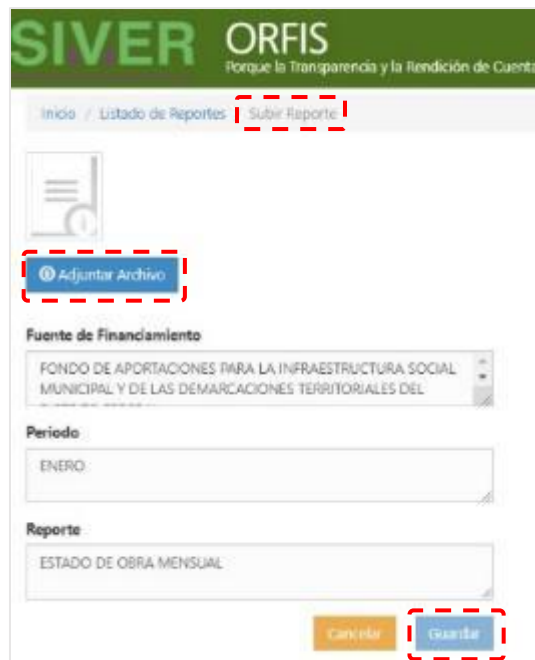 SIVER ORFIS
Porque la Transparencia y la Rendición de Cuenta
Inicio / Listado de Reportes Subir Reporte
Adjuntar Archivo
Fuente de Financiamiento
FONDO DE APORTACIONES PARA LA INFRAESTRUCTURA SOCIAL
MUNICIPAL Y DE LAS DEMARCACIONES TERRITORIALES DEL
Periodo
ENERO
Reporte
ESTADO DE OBRA MENSUAL
Cancelar Guardar